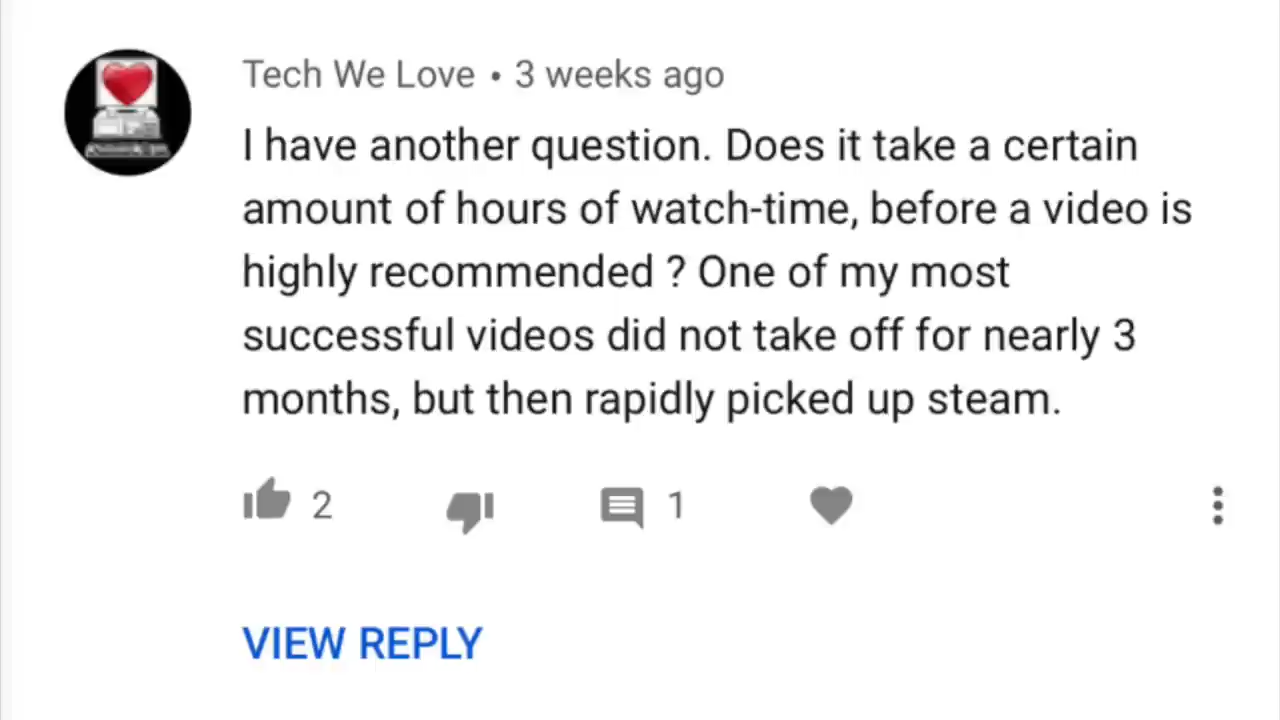 Tech We Love • 3 weeks ago
I have another question. Does it take a certain
amount of hours of watch-time, before a video is
highly recommended ? One of my most
successful videos did not take off for nearly 3
months, but then rapidly picked up steam.
2 1
VIEW REPLY